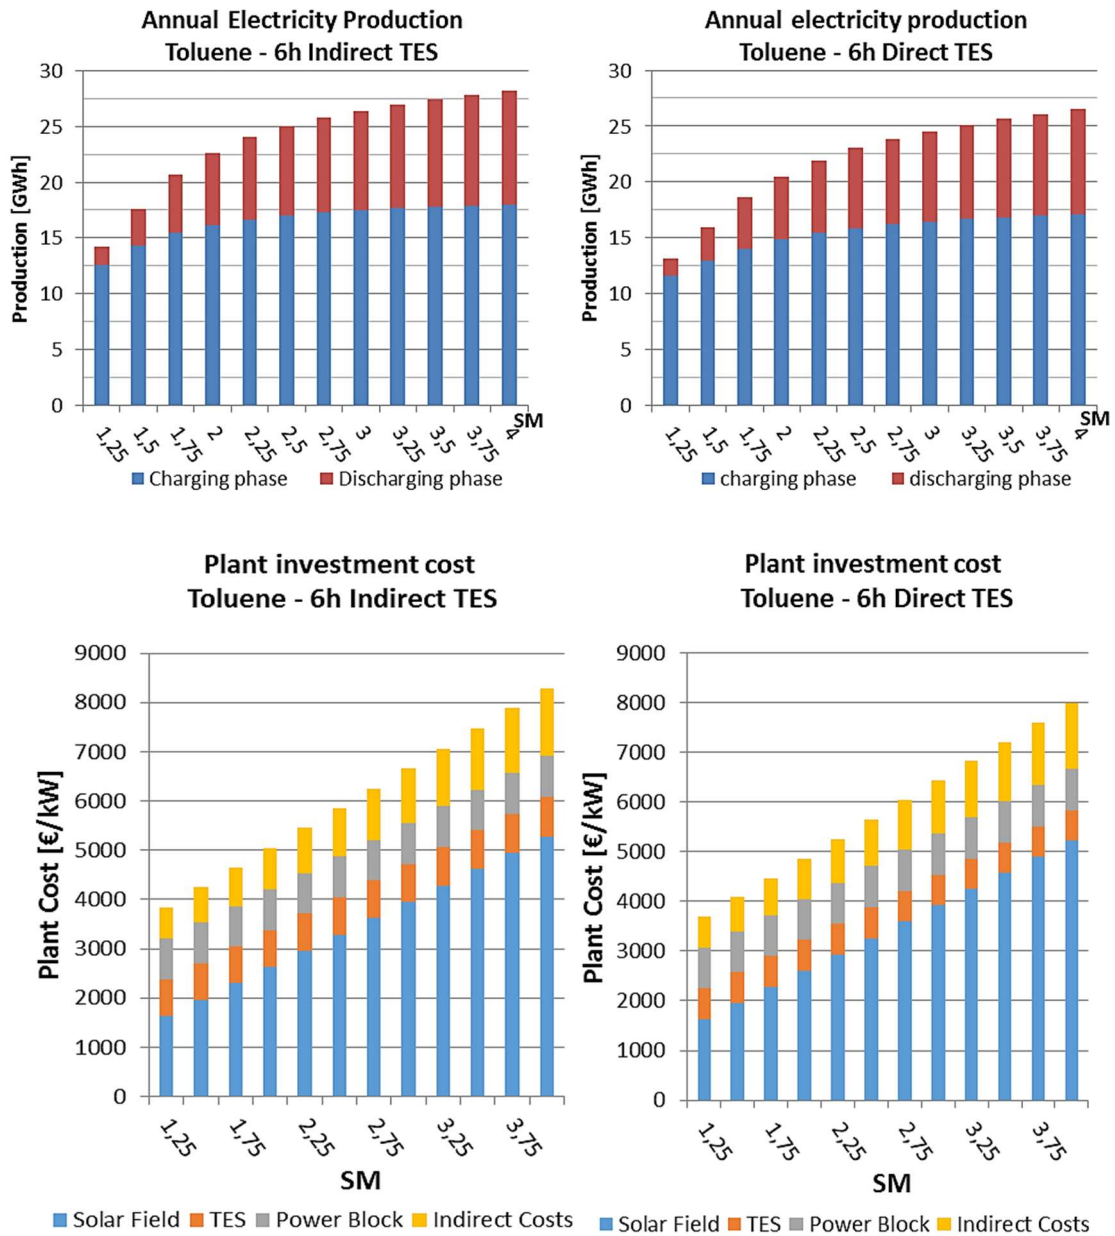 Annual Electricity Production
Toluene - 6h Indirect TES
30
25
20
15
10
5
0
Production [GWh]
1,25
1,5
1,75
2
2,25
2,5
2,75
3
3,25
3,5
3,75
4
SM
Charging phase
Discharging phase
Annual electricity production
Toluene - 6h Direct TES
30
25
20
15
10
5
0
Production [GWh]
1,25
1,5
1,75
2
2,25
2,5
2,75
3
3,25
3,5
3,75
4
SM
charging phase
discharging phase
Plant investment cost
Toluene - 6h Indirect TES
9000
8000
7000
6000
5000
4000
3000
2000
1000
0
Plant Cost [€/kW]
1,25
1,75
2,25
2,75
3,25
3,75
SM
Solar Field
TES
Power Block
Indirect Costs
Plant investment cost
Toluene - 6h Direct TES
9000
8000
7000
6000
5000
4000
3000
2000
1000
0
Plant Cost [€/kW]
1,25
1,75
2,25
2,75
3,25
3,75
SM
Solar Field
TES
Power Block
Indirect Costs